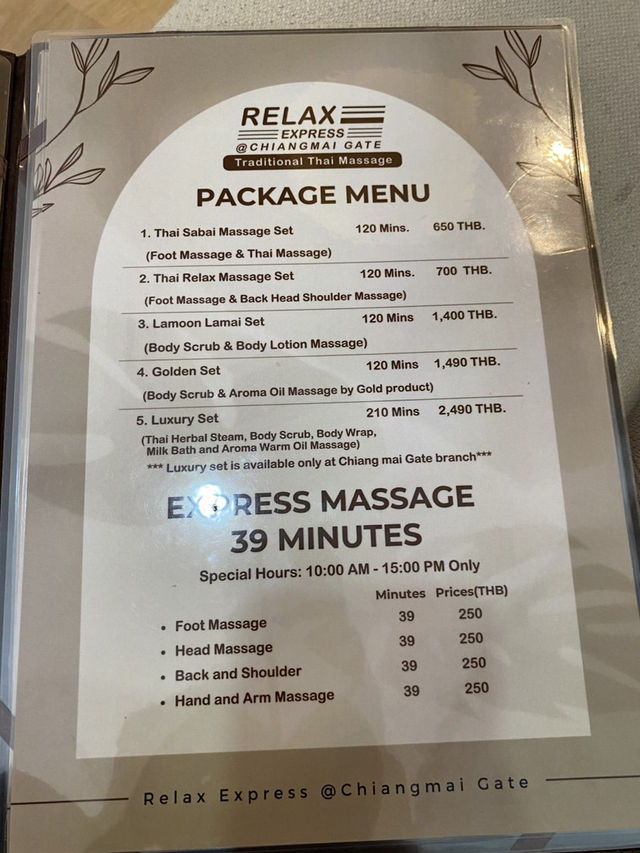 RELAX
EXPRESS
@CHIANGMAI GATE
Traditional Thai Massage
PACKAGE MENU
1. Thai Sabai Massage Set 120 Mins. 650 THB.
(Foot Massage & Thai Massage)
2. Thai Relax Massage Set 120 Mins. 700 THB.
(Foot Massage & Back Head Shoulder Massage)
3. Lamoon Lamai Set 120 Mins 1,400 THB.
(Body Scrub & Body Lotion Massage)
4. Golden Set 120 Mins 1,490 THB.
(Body Scrub & Aroma Oil Massage by Gold product)
5. Luxury Set 210 Mins 2,490 THB.
(Thai Herbal Steam, Body Scrub, Body Wrap,
Milk Bath and Aroma Warm Oil Massage)
*** Luxury set is available only at Chiang mai Gate branch***
EXPRESS MASSAGE
39 MINUTES
Special Hours: 10:00 AM - 15:00 PM Only
Minutes Prices(THB)
• Foot Massage 39 250
• Head Massage 39 250
• Back and Shoulder 39 250
• Hand and Arm Massage 39 250
Relax Express @Chiangmai Gate